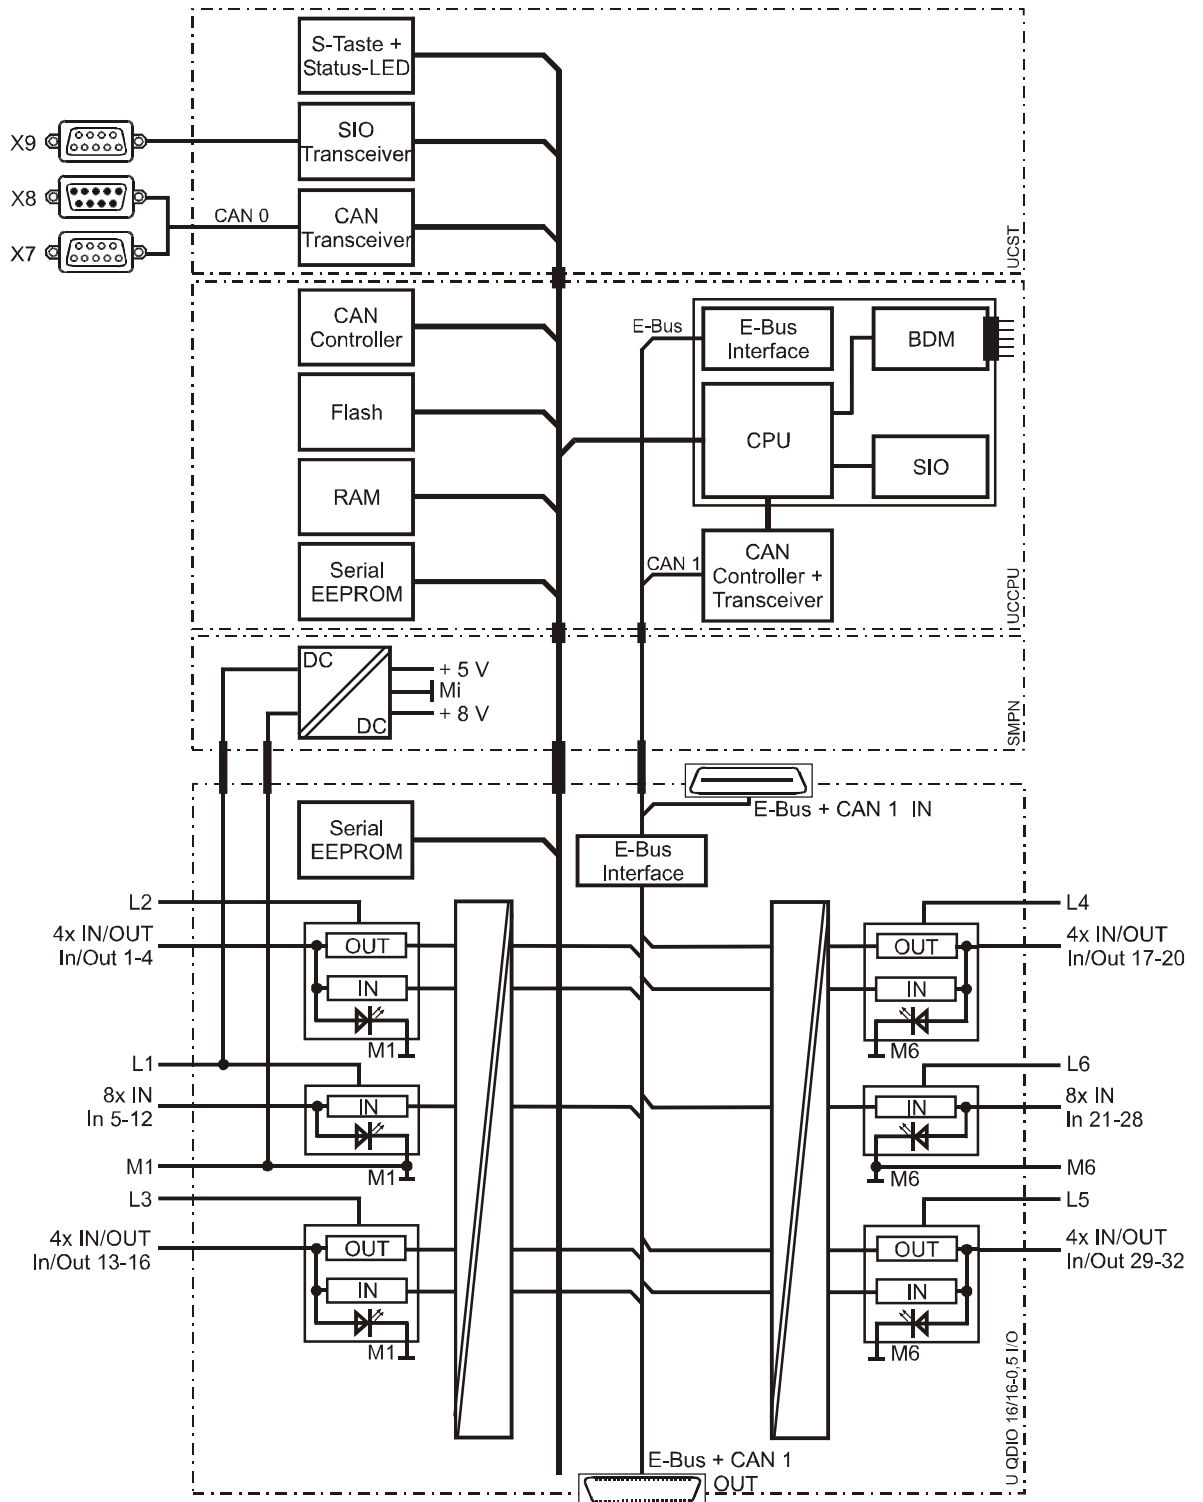 S-Taste +
Status-LED
X9
SIO
Transceiver
X8
CAN 0
CAN
Transceiver
X7
UCST
CAN
Controller
E-Bus
E-Bus
Interface
BDM
Flash
CPU
SIO
RAM
CAN 1
CAN
Controller +
Transceiver
Serial
EEPROM
UCCPU
DC
DC
+ 5 V
Mi
+ 8 V
SMPN
E-Bus + CAN 1 IN
Serial
EEPROM
E-Bus
Interface
L2
4x IN/OUT
In/Out 1-4
OUT
IN
M1
L4
4x IN/OUT
In/Out 17-20
OUT
IN
M6
L1
8x IN
In 5-12
IN
M1
M1
L6
8x IN
In 21-28
IN
M6
M6
L3
4x IN/OUT
In/Out 13-16
OUT
IN
M1
L5
4x IN/OUT
In/Out 29-32
OUT
IN
M6
U QDIO 16/16-0,5 I/O
E-Bus + CAN 1
OUT